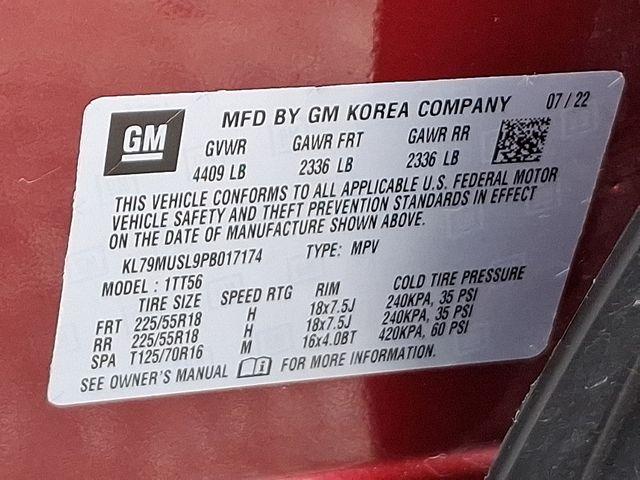 GM
MFD BY GM KOREA COMPANY 07/22
GVWR GAWR FRT GAWR RR
4409 LB 2336 LB 2336 LB
THIS VEHICLE CONFORMS TO ALL APPLICABLE U.S. FEDERAL MOTOR
VEHICLE SAFETY AND THEFT PREVENTION STANDARDS IN EFFECT
ON THE DATE OF MANUFACTURE SHOWN ABOVE.
KL79MUSL9PB017174 TYPE: MPV
MODEL : 1TT56
TIRE SIZE SPEED RTG RIM COLD TIRE PRESSURE
FRT 225/55R18 H 18x7.5J 240KPA, 35 PSI
RR 225/55R18 H 18x7.5J 240KPA, 35 PSI
SPA T125/70R16 M 16x4.0BT 420KPA, 60 PSI
SEE OWNER'S MANUAL FOR MORE INFORMATION.